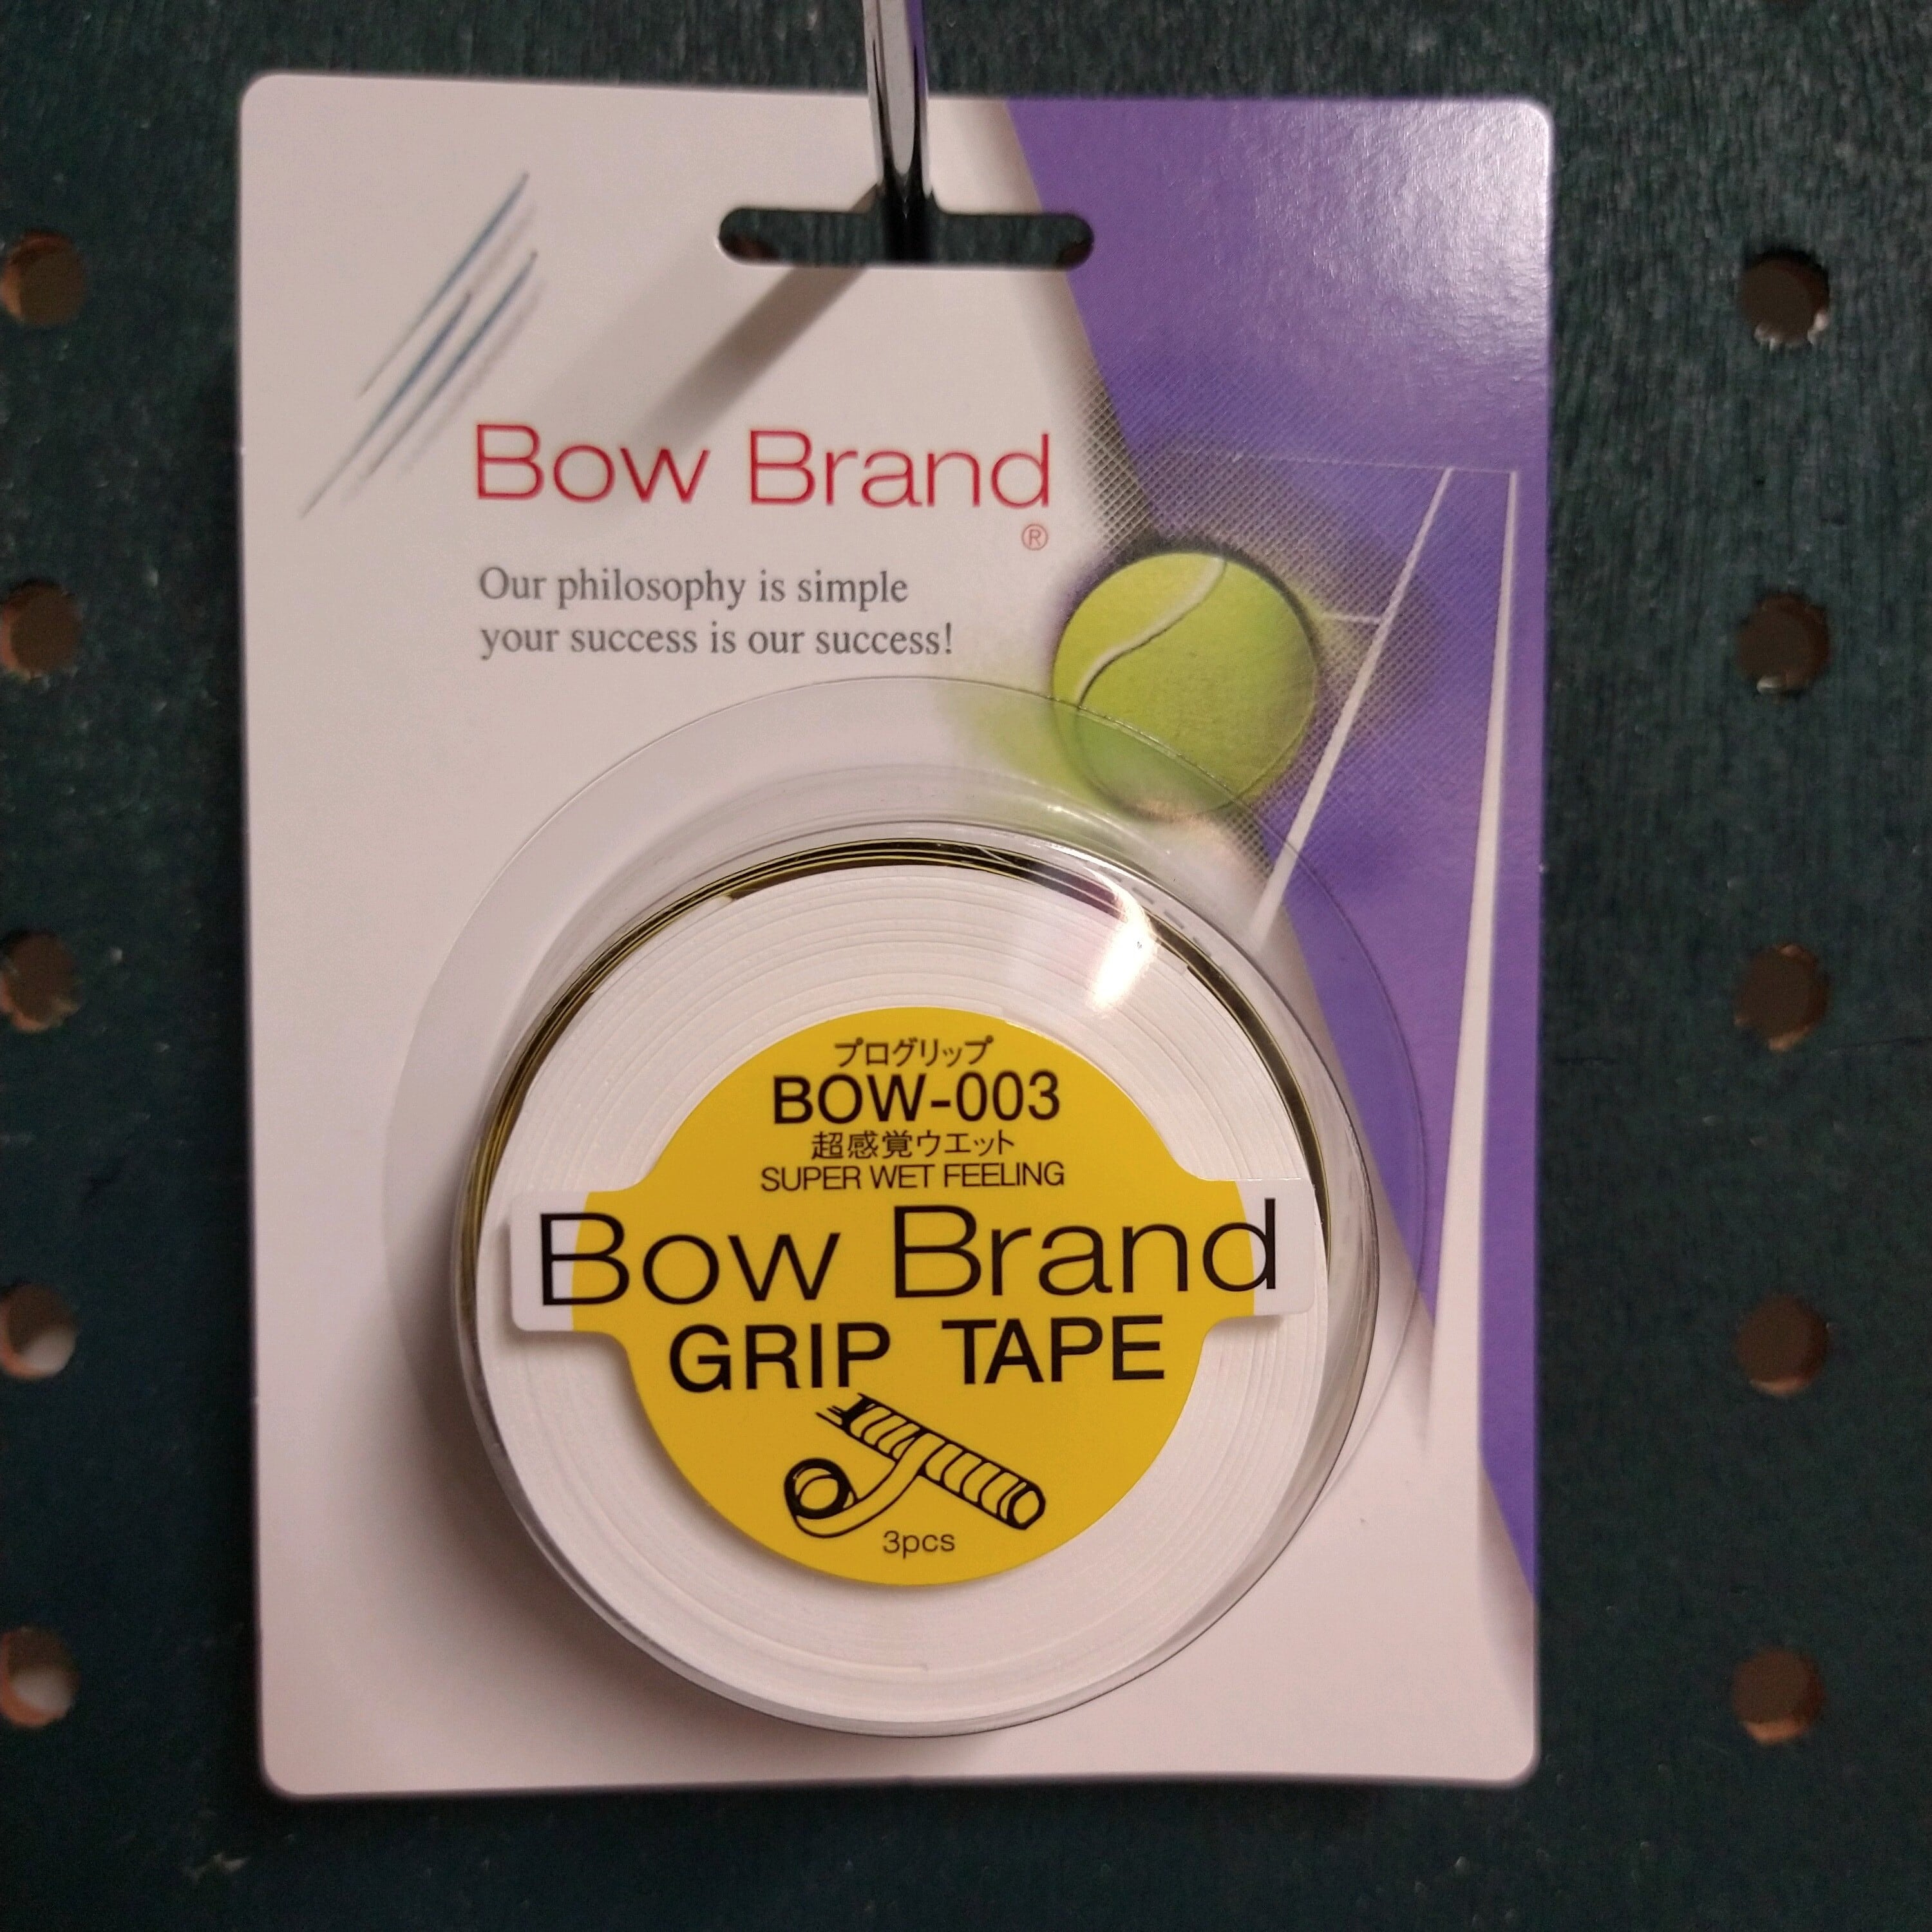 Bow Brand
®
Our philosophy is simple
your success is our success!
プログリップ
BOW-003
超感覚ウエット
SUPER WET FEELING
Bow Brand
GRIP TAPE
3pcs